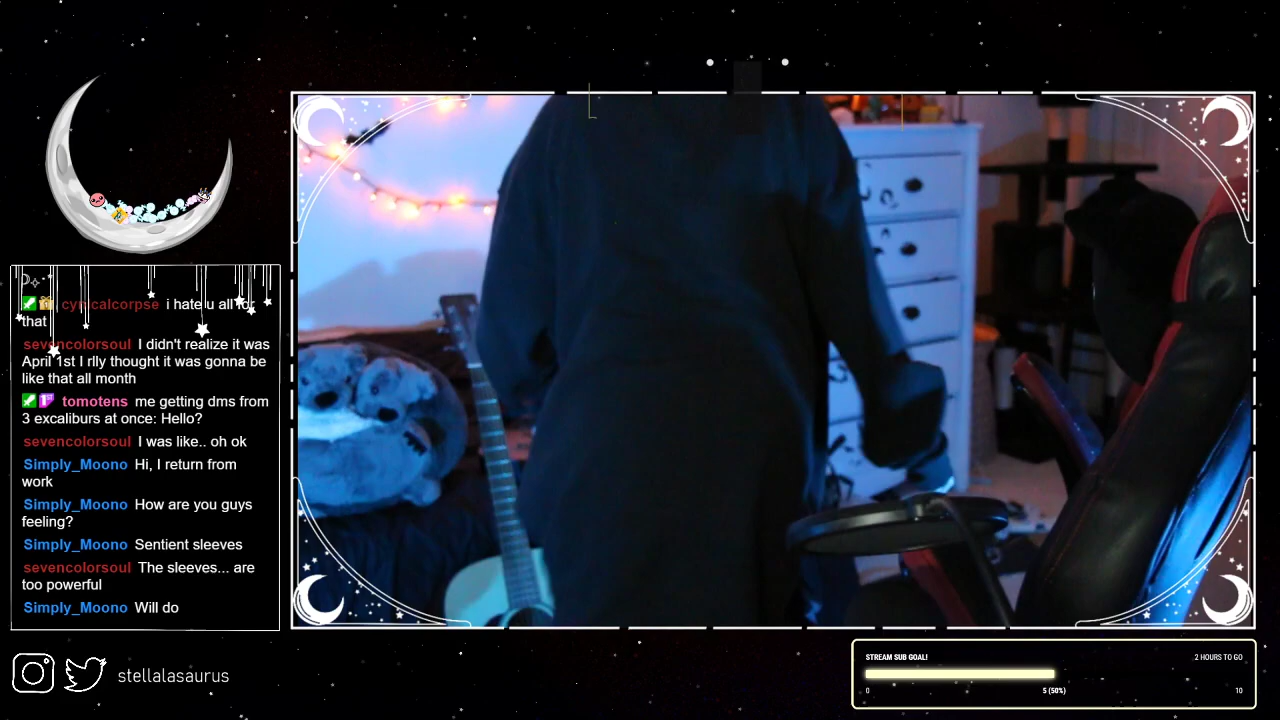 cynicalcorpse i hate u all for
that
sevencolorsoul I didn't realize it was
April 1st I rlly thought it was gonna be
like that all month
tomotens me getting dms from
3 excaliburs at once: Hello?
sevencolorsoul I was like.. oh ok
Simply_Moono Hi, I return from
work
Simply_Moono How are you guys
feeling?
Simply_Moono Sentient sleeves
sevencolorsoul The sleeves... are
too powerful
Simply_Moono Will do
stellalasaurus
STREAM SUB GOAL! 2 HOURS TO GO
0 5 (50%) 10